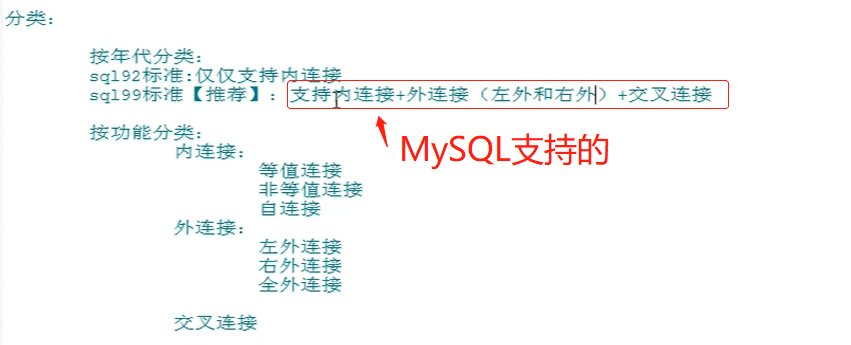 分类：
按年代分类：
sql92标准:仅仅支持内连接
sql99标准【推荐】：支持内连接+外连接（左外和右外）+交叉连接
MySQL支持的
按功能分类：
内连接：
等值连接
非等值连接
自连接
外连接：
左外连接
右外连接
全外连接
交叉连接